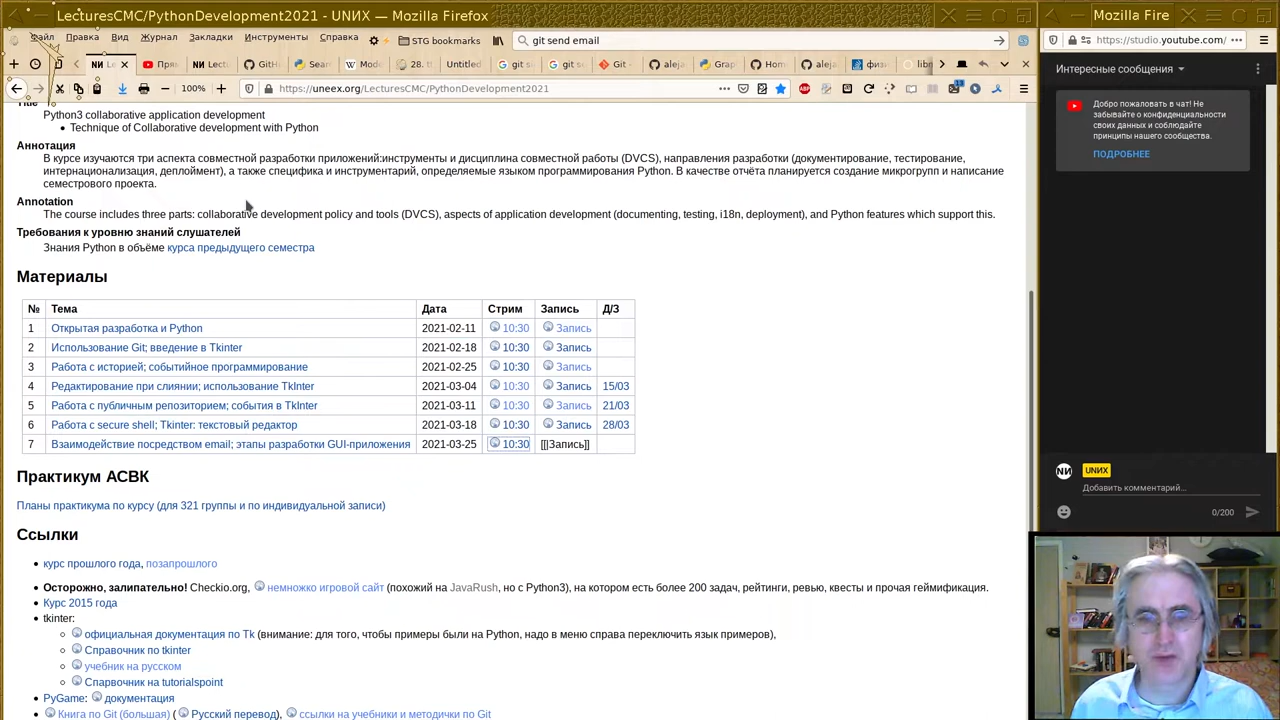 LecturesCMC/PythonDevelopment2021 - UNИX — Mozilla Firefox
Mozilla Fire
Файл Правка Вид Журнал Закладки Инструменты Справка
STG bookmarks
git send email
https://studio.youtube.com/
100%
https://uneex.org/LecturesCMC/PythonDevelopment2021
Title
Python3 collaborative application development
Technique of Collaborative development with Python
Аннотация
В курсе изучаются три аспекта совместной разработки приложений:инструменты и дисциплина совместной работы (DVCS), направления разработки (документирование, тестирование,
интернационализация, деплоймент), а также специфика и инструментарий, определяемые языком программирования Python. В качестве отчёта планируется создание микрогрупп и написание
семестрового проекта.
Annotation
The course includes three parts: collaborative development policy and tools (DVCS), aspects of application development (documenting, testing, i18n, deployment), and Python features which support this.
Требования к уровню знаний слушателей
Знания Python в объёме курса предыдущего семестра
Материалы
№ Тема Дата Стрим Запись Д/З
1 Открытая разработка и Python 2021-02-11 10:30 Запись
2 Использование Git; введение в Tkinter 2021-02-18 10:30 Запись
3 Работа с историей; событийное программирование 2021-02-25 10:30 Запись
4 Редактирование при слиянии; использование TkInter 2021-03-04 10:30 Запись 15/03
5 Работа с публичным репозиторием; события в TkInter 2021-03-11 10:30 Запись 21/03
6 Работа с secure shell; Tkinter: текстовый редактор 2021-03-18 10:30 Запись 28/03
7 Взаимодействие посредством email; этапы разработки GUI-приложения 2021-03-25 10:30 [[|Запись]]
Практикум АСВК
Планы практикума по курсу (для 321 группы и по индивидуальной записи)
Ссылки
курс прошлого года, позапрошлого
Осторожно, залипательно! Checkio.org, немножко игровой сайт (похожий на JavaRush, но с Python3), на котором есть более 200 задач, рейтинги, ревью, квесты и прочая геймификация.
Курс 2015 года
tkinter:
официальная документация по Tk (внимание: для того, чтобы примеры были на Python, надо в меню справа переключить язык примеров),
Справочник по tkinter
учебник на русском
Спарвочник на tutorialspoint
PyGame: документация
Книга по Git (большая) ( Русский перевод), ссылки на учебники и методички по Git
Интересные сообщения
Добро пожаловать в чат! Не
забывайте о конфиденциальности
своих данных и соблюдайте
принципы нашего сообщества.
ПОДРОБНЕЕ
UNИX
Добавить комментарий...
0/200